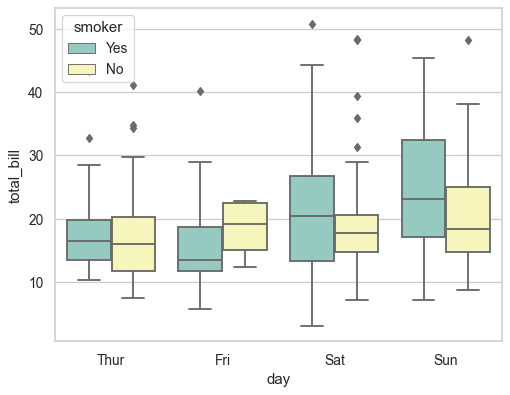 smoker
Yes
No
50
40
30
20
10
total_bill
Thur Fri Sat Sun
day